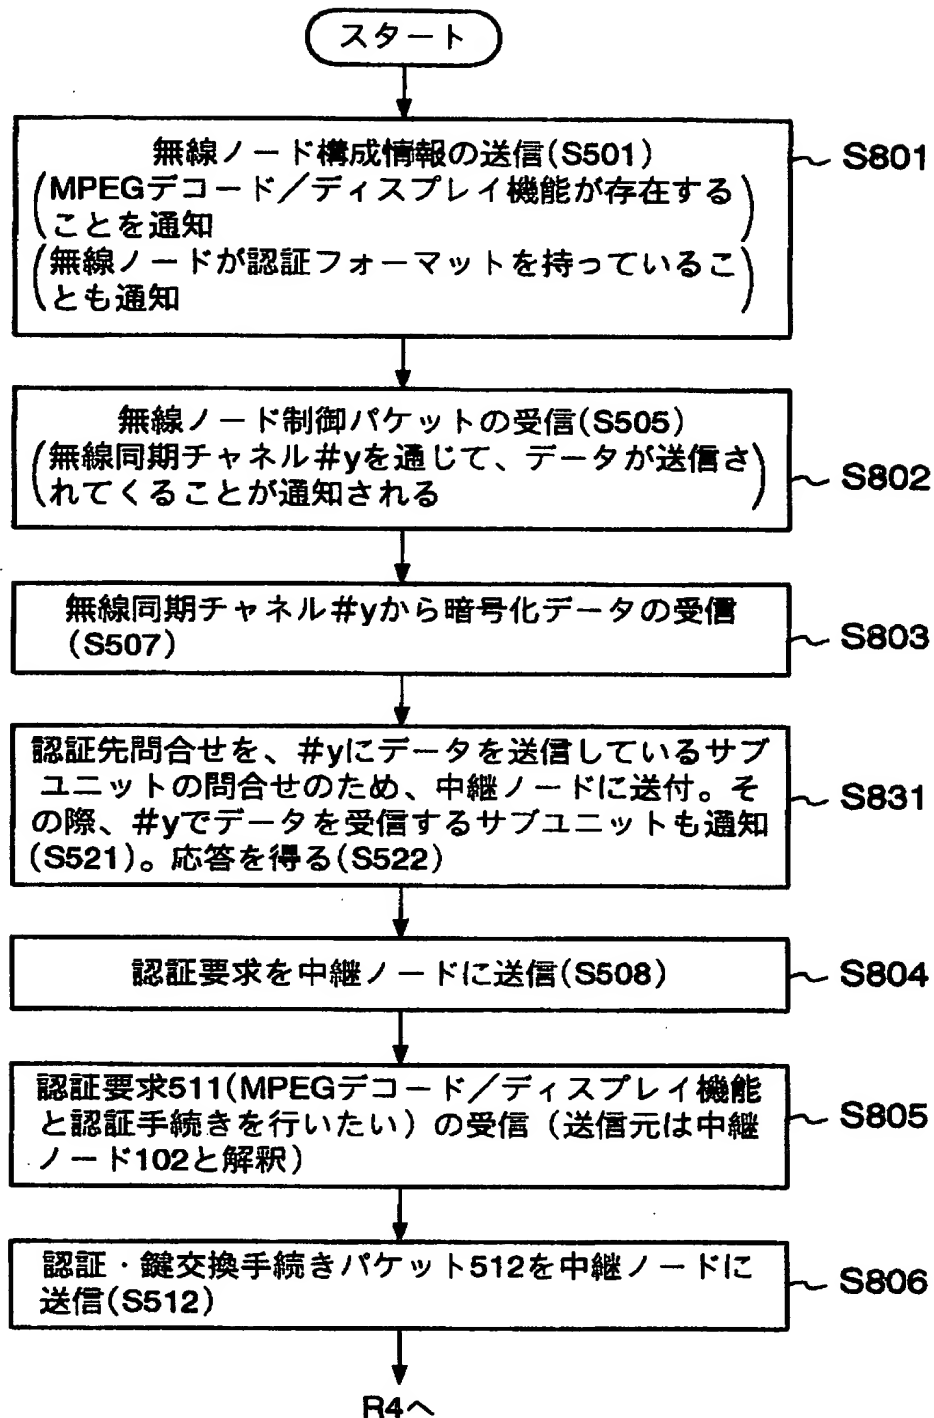 スタート
無線ノード構成情報の送信(S501)
(MPEGデコード／ディスプレイ機能が存在する
ことを通知)
(無線ノードが認証フォーマットを持っているこ
とも通知)
S801
無線ノード制御パケットの受信(S505)
(無線同期チャネル#yを通じて、データが送信さ
れてくることが通知される)
S802
無線同期チャネル#yから暗号化データの受信
(S507)
S803
認証先問合せを、#yにデータを送信しているサブ
ユニットの問合せのため、中継ノードに送付。そ
の際、#yでデータを受信するサブユニットも通知
(S521)。応答を得る(S522)
S831
認証要求を中継ノードに送信(S508)
S804
認証要求511(MPEGデコード／ディスプレイ機能
と認証手続きを行いたい)の受信(送信元は中継
ノード102と解釈)
S805
認証・鍵交換手続きパケット512を中継ノードに
送信(S512)
S806
R4へ